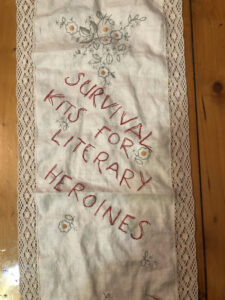 SURVIVAL
KITS FOR
LITERARY
HEROINES